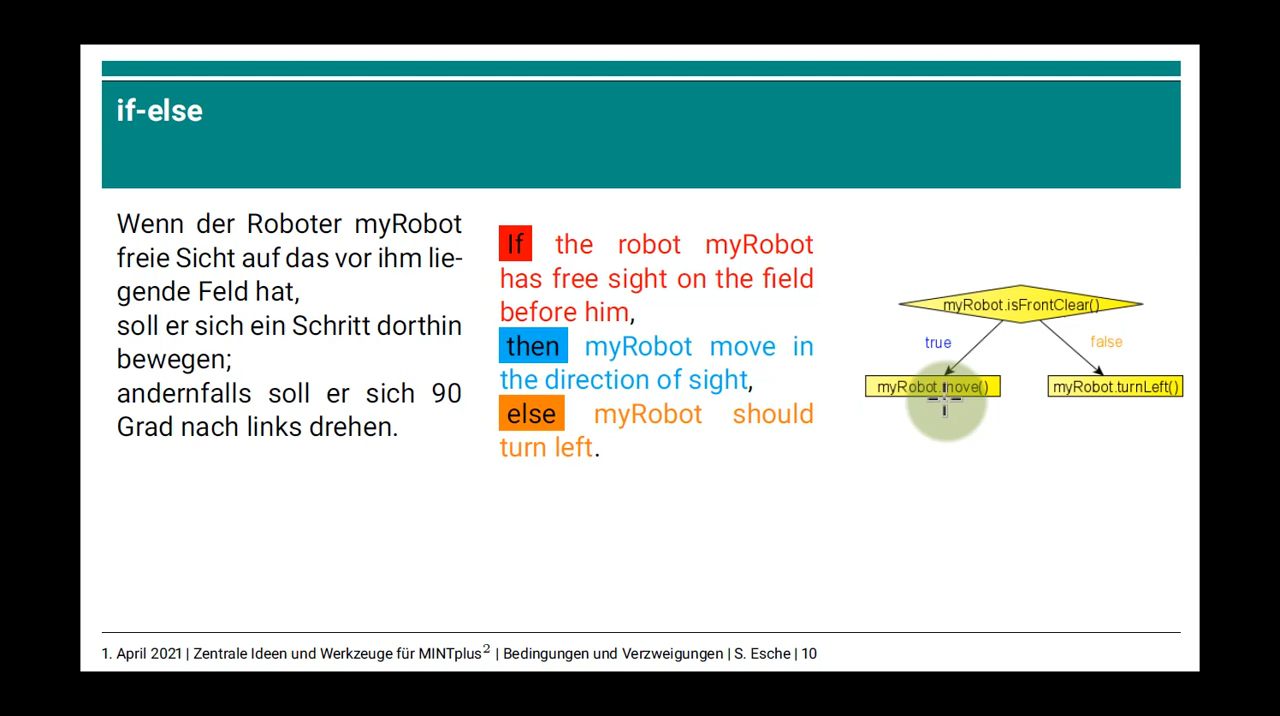 if-else
Wenn der Roboter myRobot
freie Sicht auf das vor ihm lie-
gende Feld hat,
soll er sich ein Schritt dorthin
bewegen;
andernfalls soll er sich 90
Grad nach links drehen.
If the robot myRobot
has free sight on the field
before him,
then myRobot move in
the direction of sight,
else myRobot should
turn left.
myRobot.isFrontClear()
true false
myRobot.move() myRobot.turnLeft()
1. April 2021 | Zentrale Ideen und Werkzeuge für MINTplus² | Bedingungen und Verzweigungen | S. Esche | 10